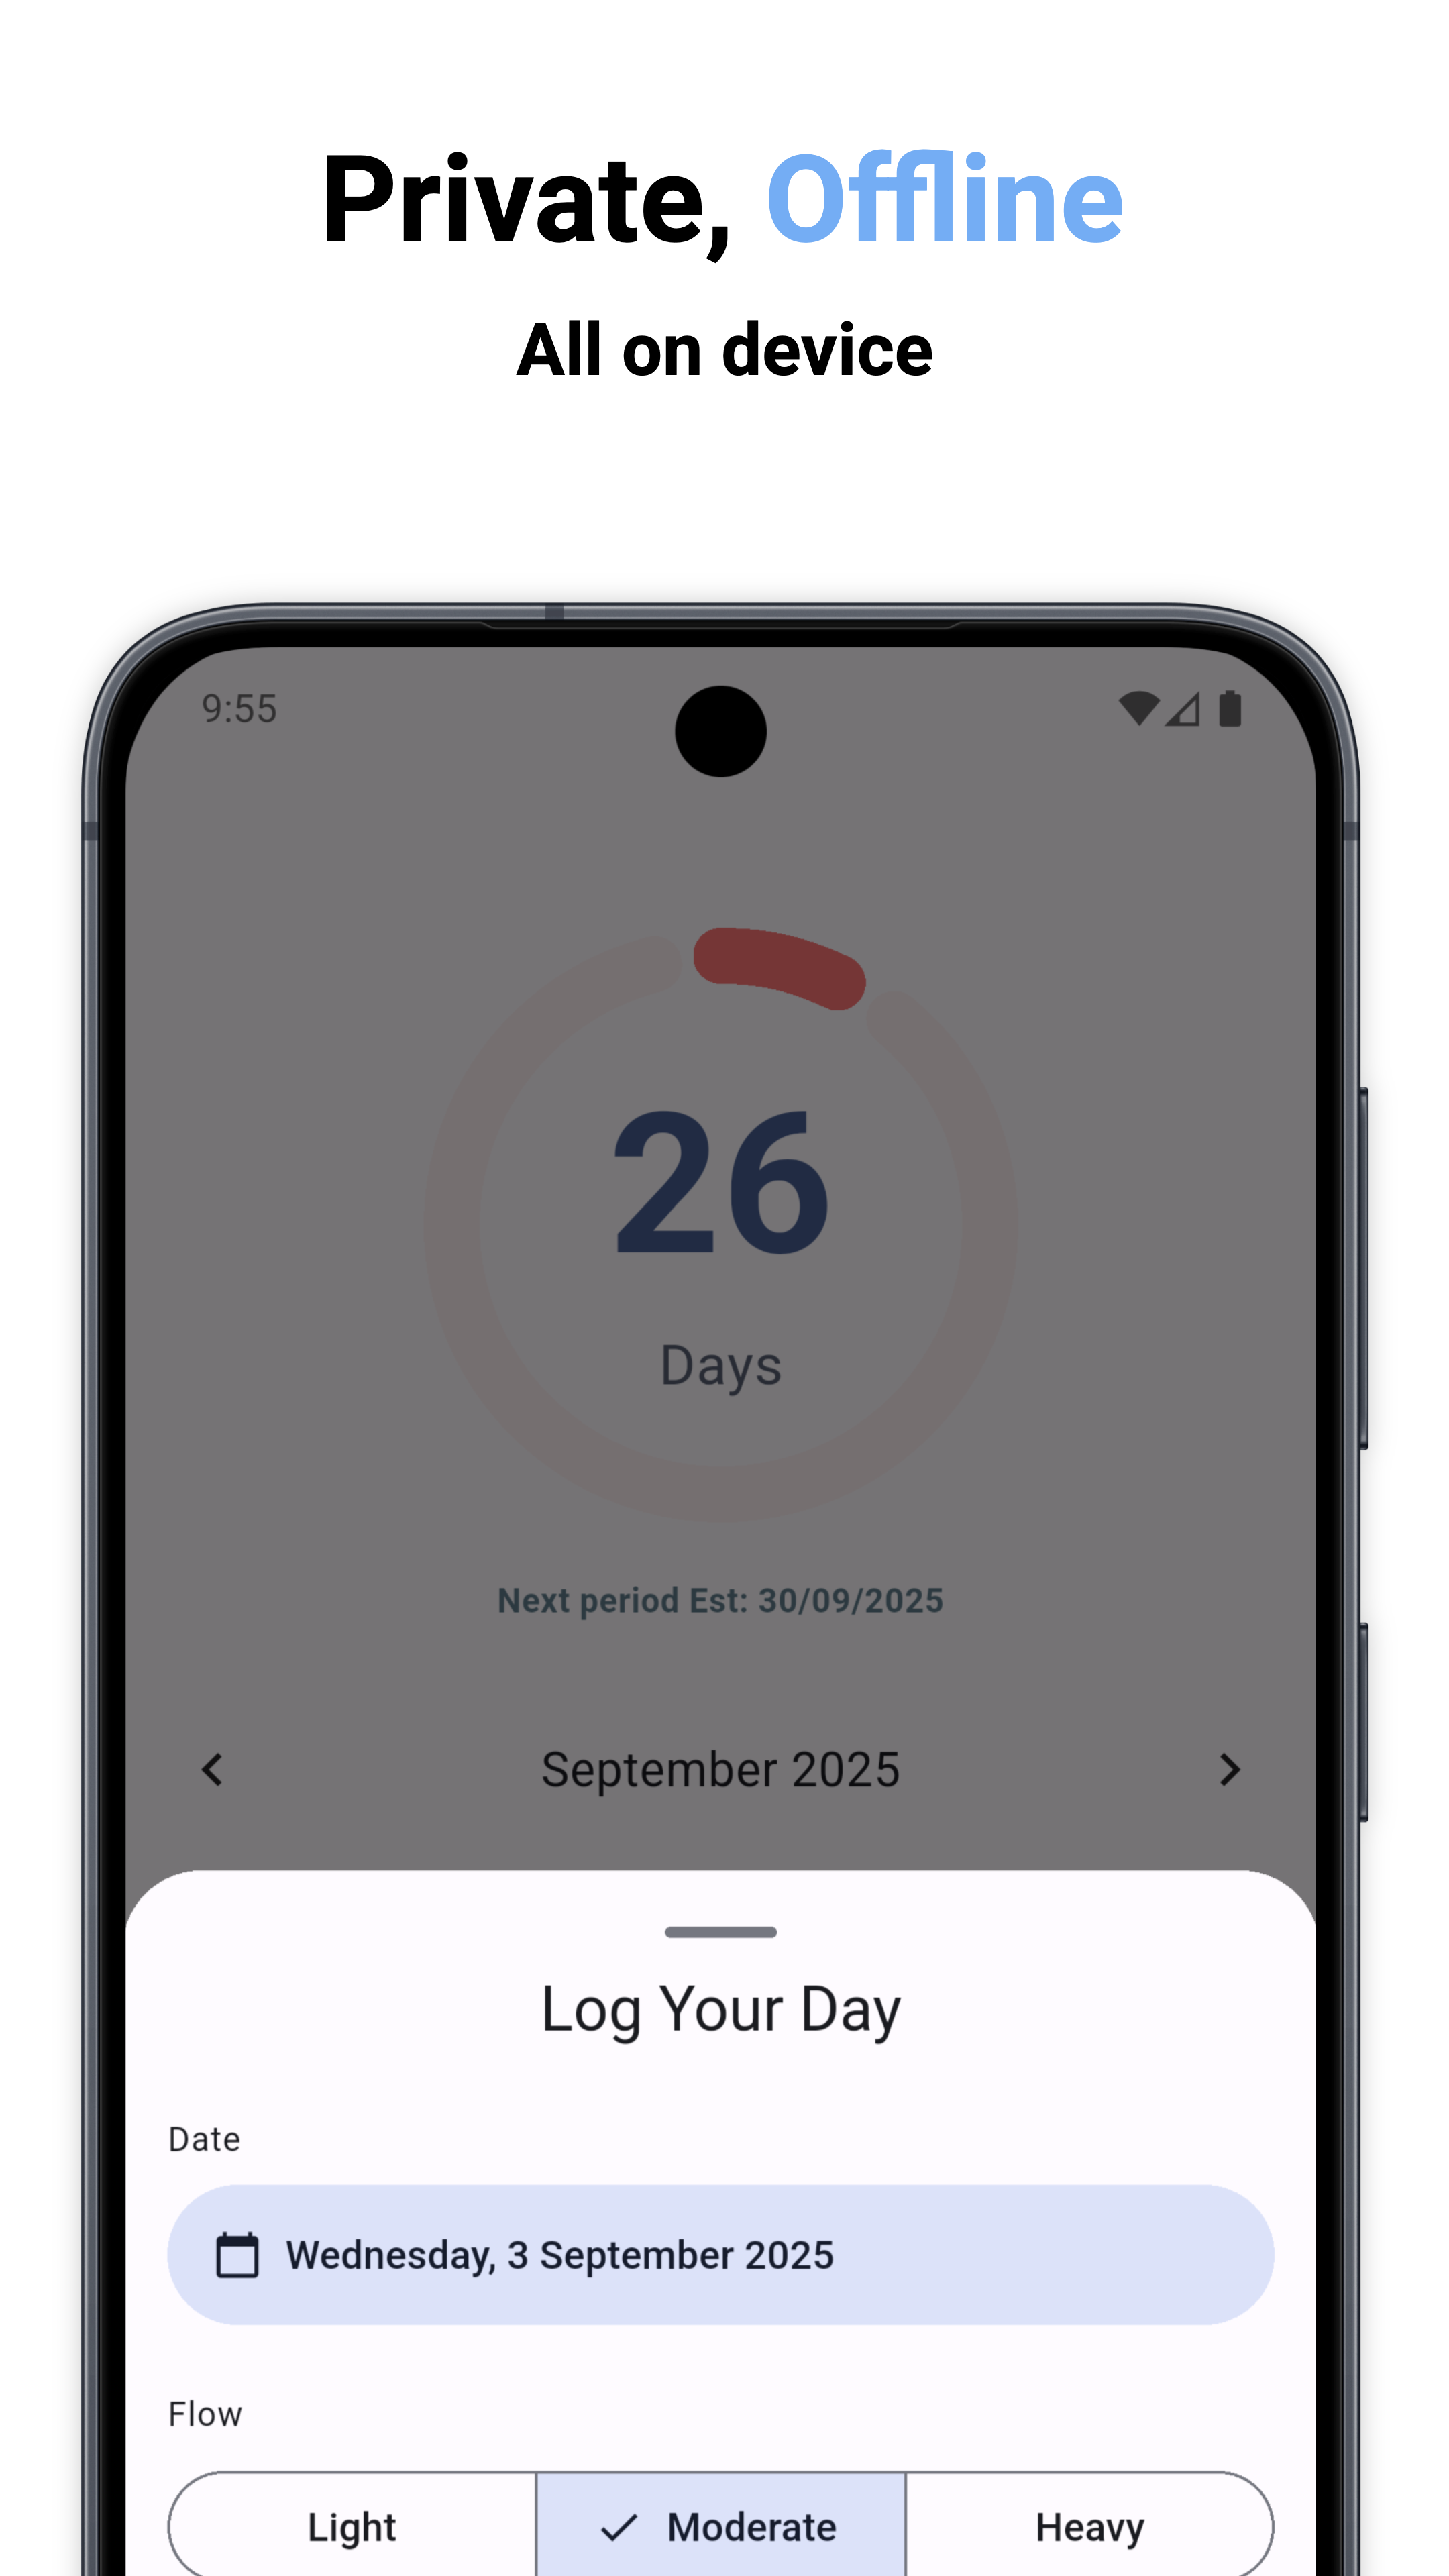 Private, Offline
All on device
9:55
26
Days
Next period Est: 30/09/2025
September 2025
Log Your Day
Date
Wednesday, 3 September 2025
Flow
Light Moderate Heavy